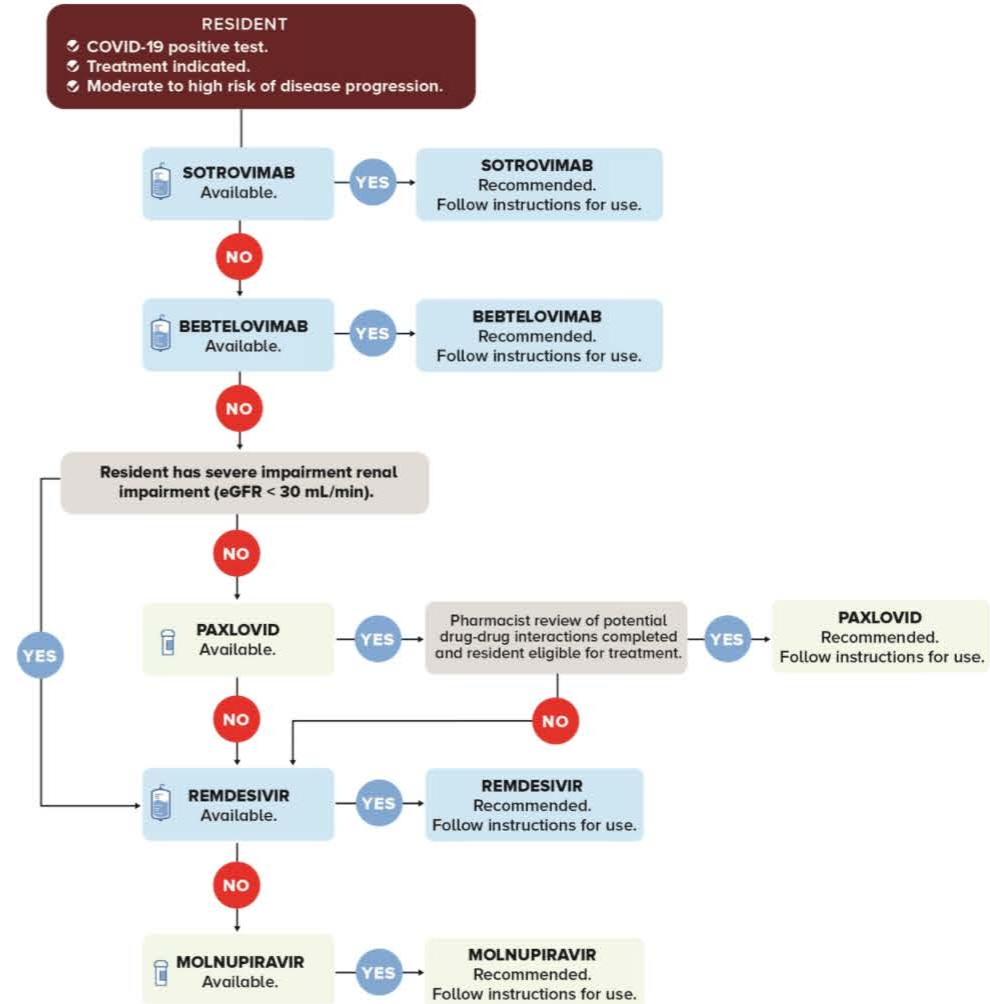 RESIDENT
COVID-19 positive test.
Treatment indicated.
Moderate to high risk of disease progression.
SOTROVIMAB
Available.
YES
SOTROVIMAB
Recommended.
Follow instructions for use.
NO
BEBTELOVIMAB
Available.
YES
BEBTELOVIMAB
Recommended.
Follow instructions for use.
NO
Resident has severe impairment renal
impairment (eGFR < 30 mL/min).
NO
YES
PAXLOVID
Available.
YES
Pharmacist review of potential
drug-drug interactions completed
and resident eligible for treatment.
YES
PAXLOVID
Recommended.
Follow instructions for use.
NO
NO
REMDESIVIR
Available.
YES
REMDESIVIR
Recommended.
Follow instructions for use.
NO
MOLNUPIRAVIR
Available.
YES
MOLNUPIRAVIR
Recommended.
Follow instructions for use.